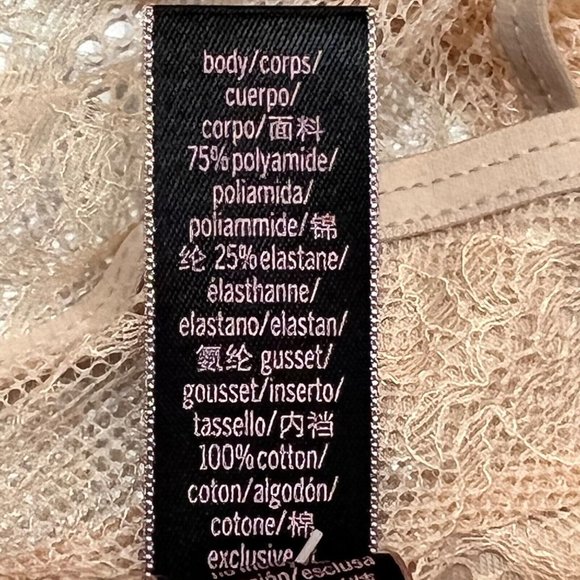 body/corps/
cuerpo/
corpo/面料
75%polyamide/
poliamida/
poliammide/锦
纶 25%elastane/
élasthanne/
elastano/elastan/
氨纶 gusset/
gousset/inserto/
tassello/内裆
100%cotton/
coton/algodón/
cotone/棉
exclusive
esclusa